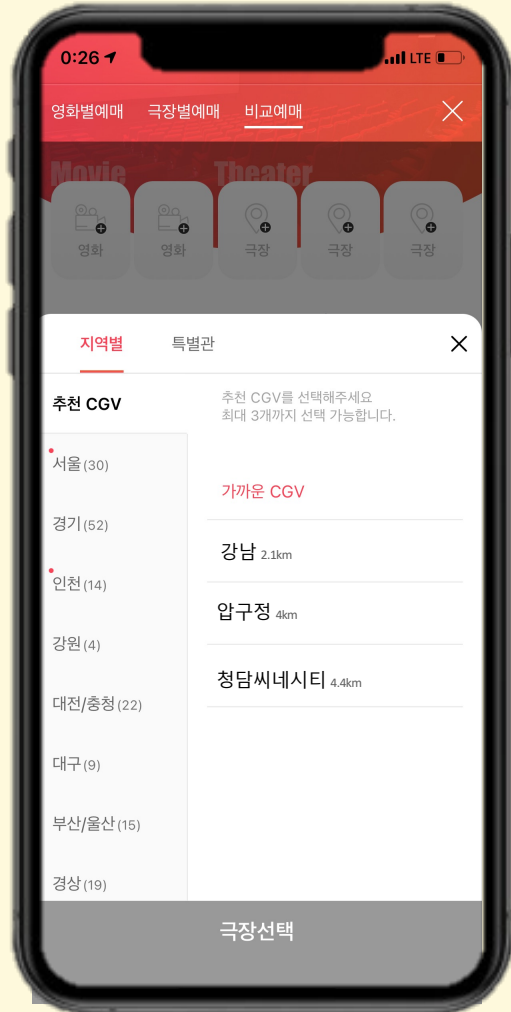 0:26 LTE
영화별예매 극장별예매 비교예매
Movie Theater
영화 영화 극장 극장 극장
지역별 특별관
추천 CGV
서울(30)
경기(52)
인천(14)
강원(4)
대전/충청(22)
대구(9)
부산/울산(15)
경상(19)
추천 CGV를 선택해주세요
최대 3개까지 선택 가능합니다.
가까운 CGV
강남 2.1km
압구정 4km
청담씨네시티 4.4km
극장선택